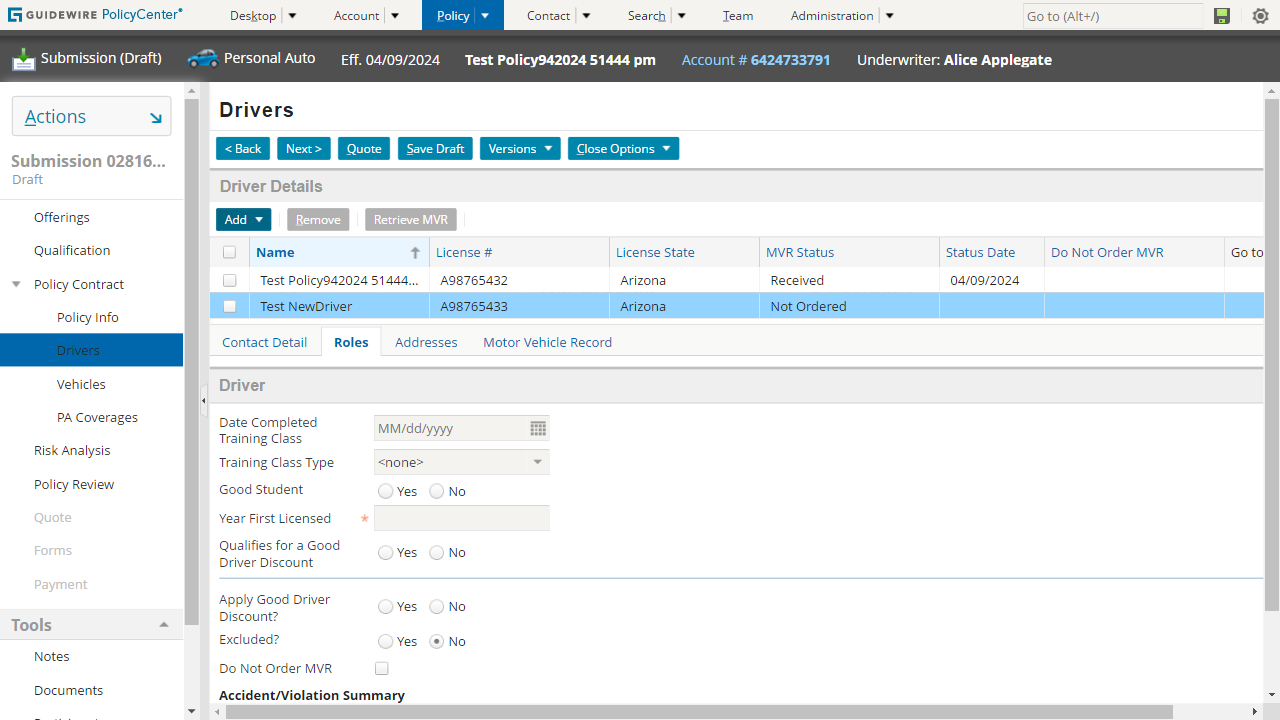 GUIDEWIRE PolicyCenter® Desktop Account Policy Contact Search Team Administration Go to (Alt+/)
Submission (Draft) Personal Auto Eff. 04/09/2024 Test Policy942024 51444 pm Account # 6424733791 Underwriter: Alice Applegate
Actions
Submission 02816...
Draft
Offerings
Qualification
Policy Contract
Policy Info
Drivers
Vehicles
PA Coverages
Risk Analysis
Policy Review
Quote
Forms
Payment
Tools
Notes
Documents
Drivers
< Back Next > Quote Save Draft Versions Close Options
Driver Details
Add Remove Retrieve MVR
Name License # License State MVR Status Status Date Do Not Order MVR Go to
Test Policy942024 51444... A98765432 Arizona Received 04/09/2024
Test NewDriver A98765433 Arizona Not Ordered
Contact Detail Roles Addresses Motor Vehicle Record
Driver
Date Completed
Training Class MM/dd/yyyy
Training Class Type <none>
Good Student Yes No
Year First Licensed *
Qualifies for a Good
Driver Discount Yes No
Apply Good Driver
Discount? Yes No
Excluded? Yes No
Do Not Order MVR
Accident/Violation Summary